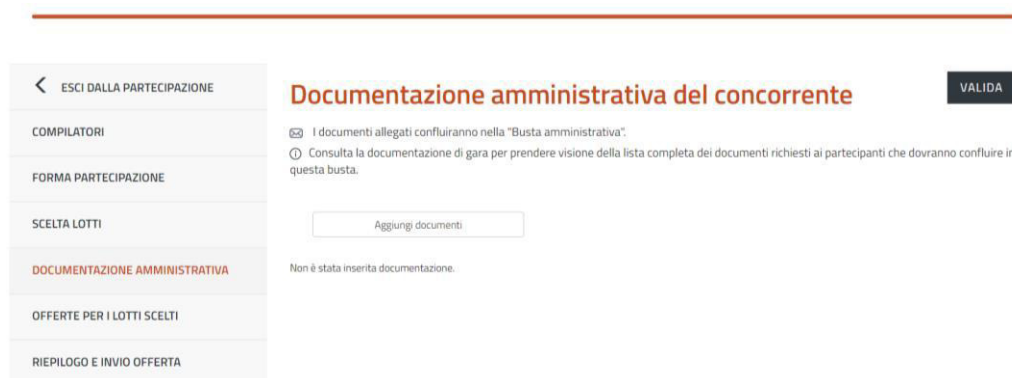 ESCI DALLA PARTECIPAZIONE
COMPILATORI
FORMA PARTECIPAZIONE
SCELTA LOTTI
DOCUMENTAZIONE AMMINISTRATIVA
OFFERTE PER I LOTTI SCELTI
RIEPILOGO E INVIO OFFERTA
Documentazione amministrativa del concorrente
VALIDA
I documenti allegati confluiranno nella "Busta amministrativa".
Consulta la documentazione di gara per prendere visione della lista completa dei documenti richiesti ai partecipanti che dovranno confluire in
questa busta.
Aggiungi documenti
Non è stata inserita documentazione.